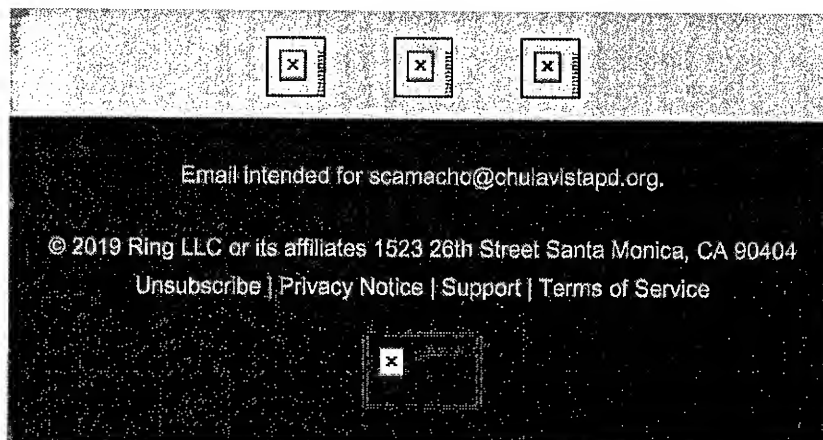 Email intended for scamacho@chulavistapd.org.
© 2019 Ring LLC or its affiliates 1523 26th Street Santa Monica, CA 90404
Unsubscribe | Privacy Notice | Support | Terms of Service